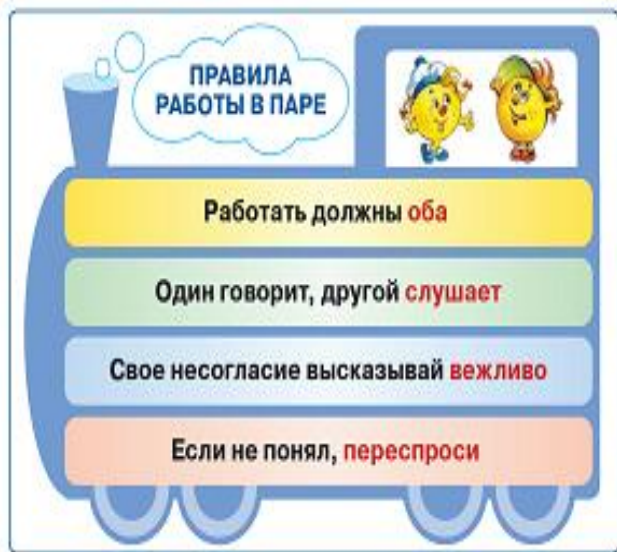 ПРАВИЛА
РАБОТЫ В ПАРЕ
Работать должны оба
Один говорит, другой слушает
Свое несогласие высказывай вежливо
Если не понял, переспроси